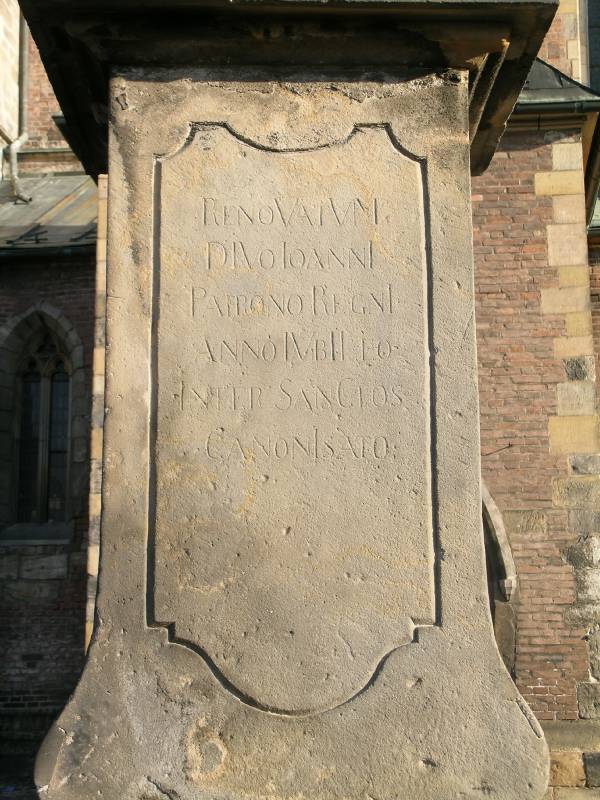 RENOVATVM
DIVO IOANNI
PATRONO REGNI
ANNO IVBILEO
INTER SANCTOS
CANONISATO